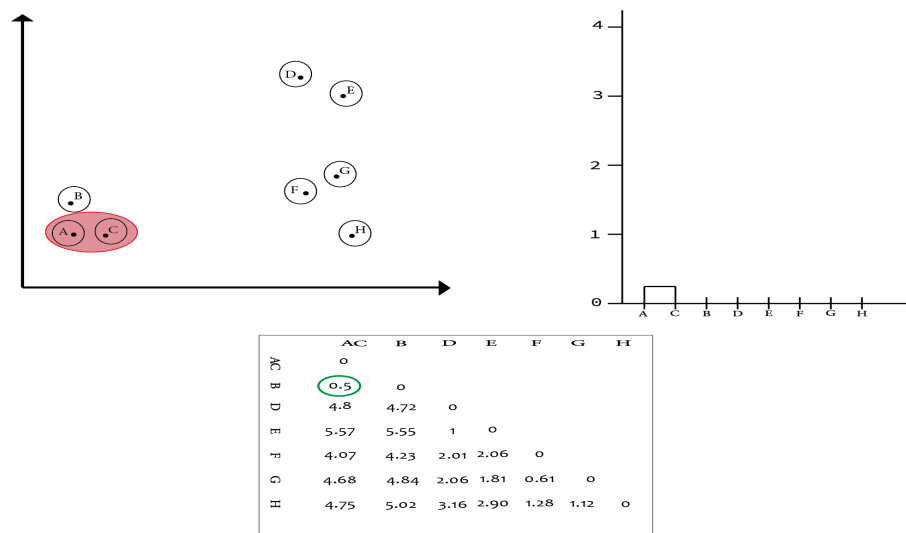 D
E
G
F
B
A
C
H
4
3
2
1
0
A C B D E F G H
AC B D E F G H
AC 0
B 0.5 0
D 4.8 4.72 0
E 5.57 5.55 1 0
F 4.07 4.23 2.01 2.06 0
G 4.68 4.84 2.06 1.81 0.61 0
H 4.75 5.02 3.16 2.90 1.28 1.12 0